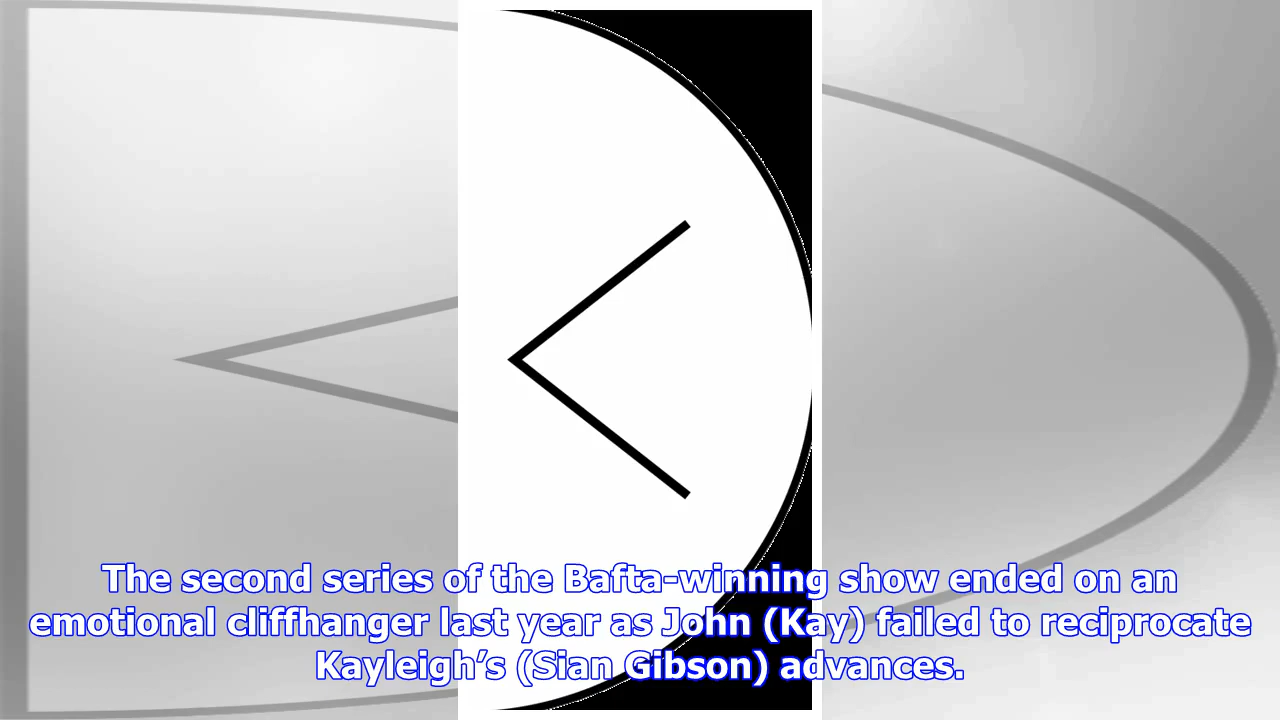 The second series of the Bafta-winning show ended on an
emotional cliffhanger last year as John (Kay) failed to reciprocate
Kayleigh’s (Sian Gibson) advances.